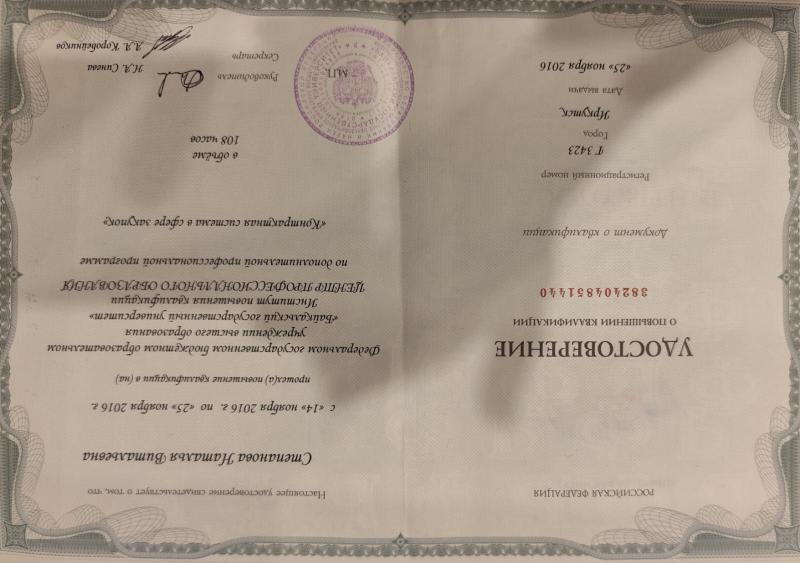 РОССИЙСКАЯ ФЕДЕРАЦИЯ
УДОСТОВЕРЕНИЕ
О ПОВЫШЕНИИ КВАЛИФИКАЦИИ
382404851440
Документ о квалификации
Регистрационный номер
Т 3423
Город
Иркутск,
Дата выдачи
«25» ноября 2016
Настоящее удостоверение свидетельствует о том, что
Степанова Наталья Витальевна
с «14» ноября 2016 г. по «25» ноября 2016 г.
прошел(а) повышение квалификации в (на)
Федеральном государственном бюджетном образовательном
учреждении высшего образования
"Байкальский государственный университет"
Институт повышения квалификации
ЦЕНТР ПРОФЕССИОНАЛЬНОГО ОБРАЗОВАНИЯ
по дополнительной профессиональной программе
«Контрактная система в сфере закупок»
в объёме
108 часов
М.П.
Руководитель
Н.Я. Синева
Секретарь
А.А. Коробейников